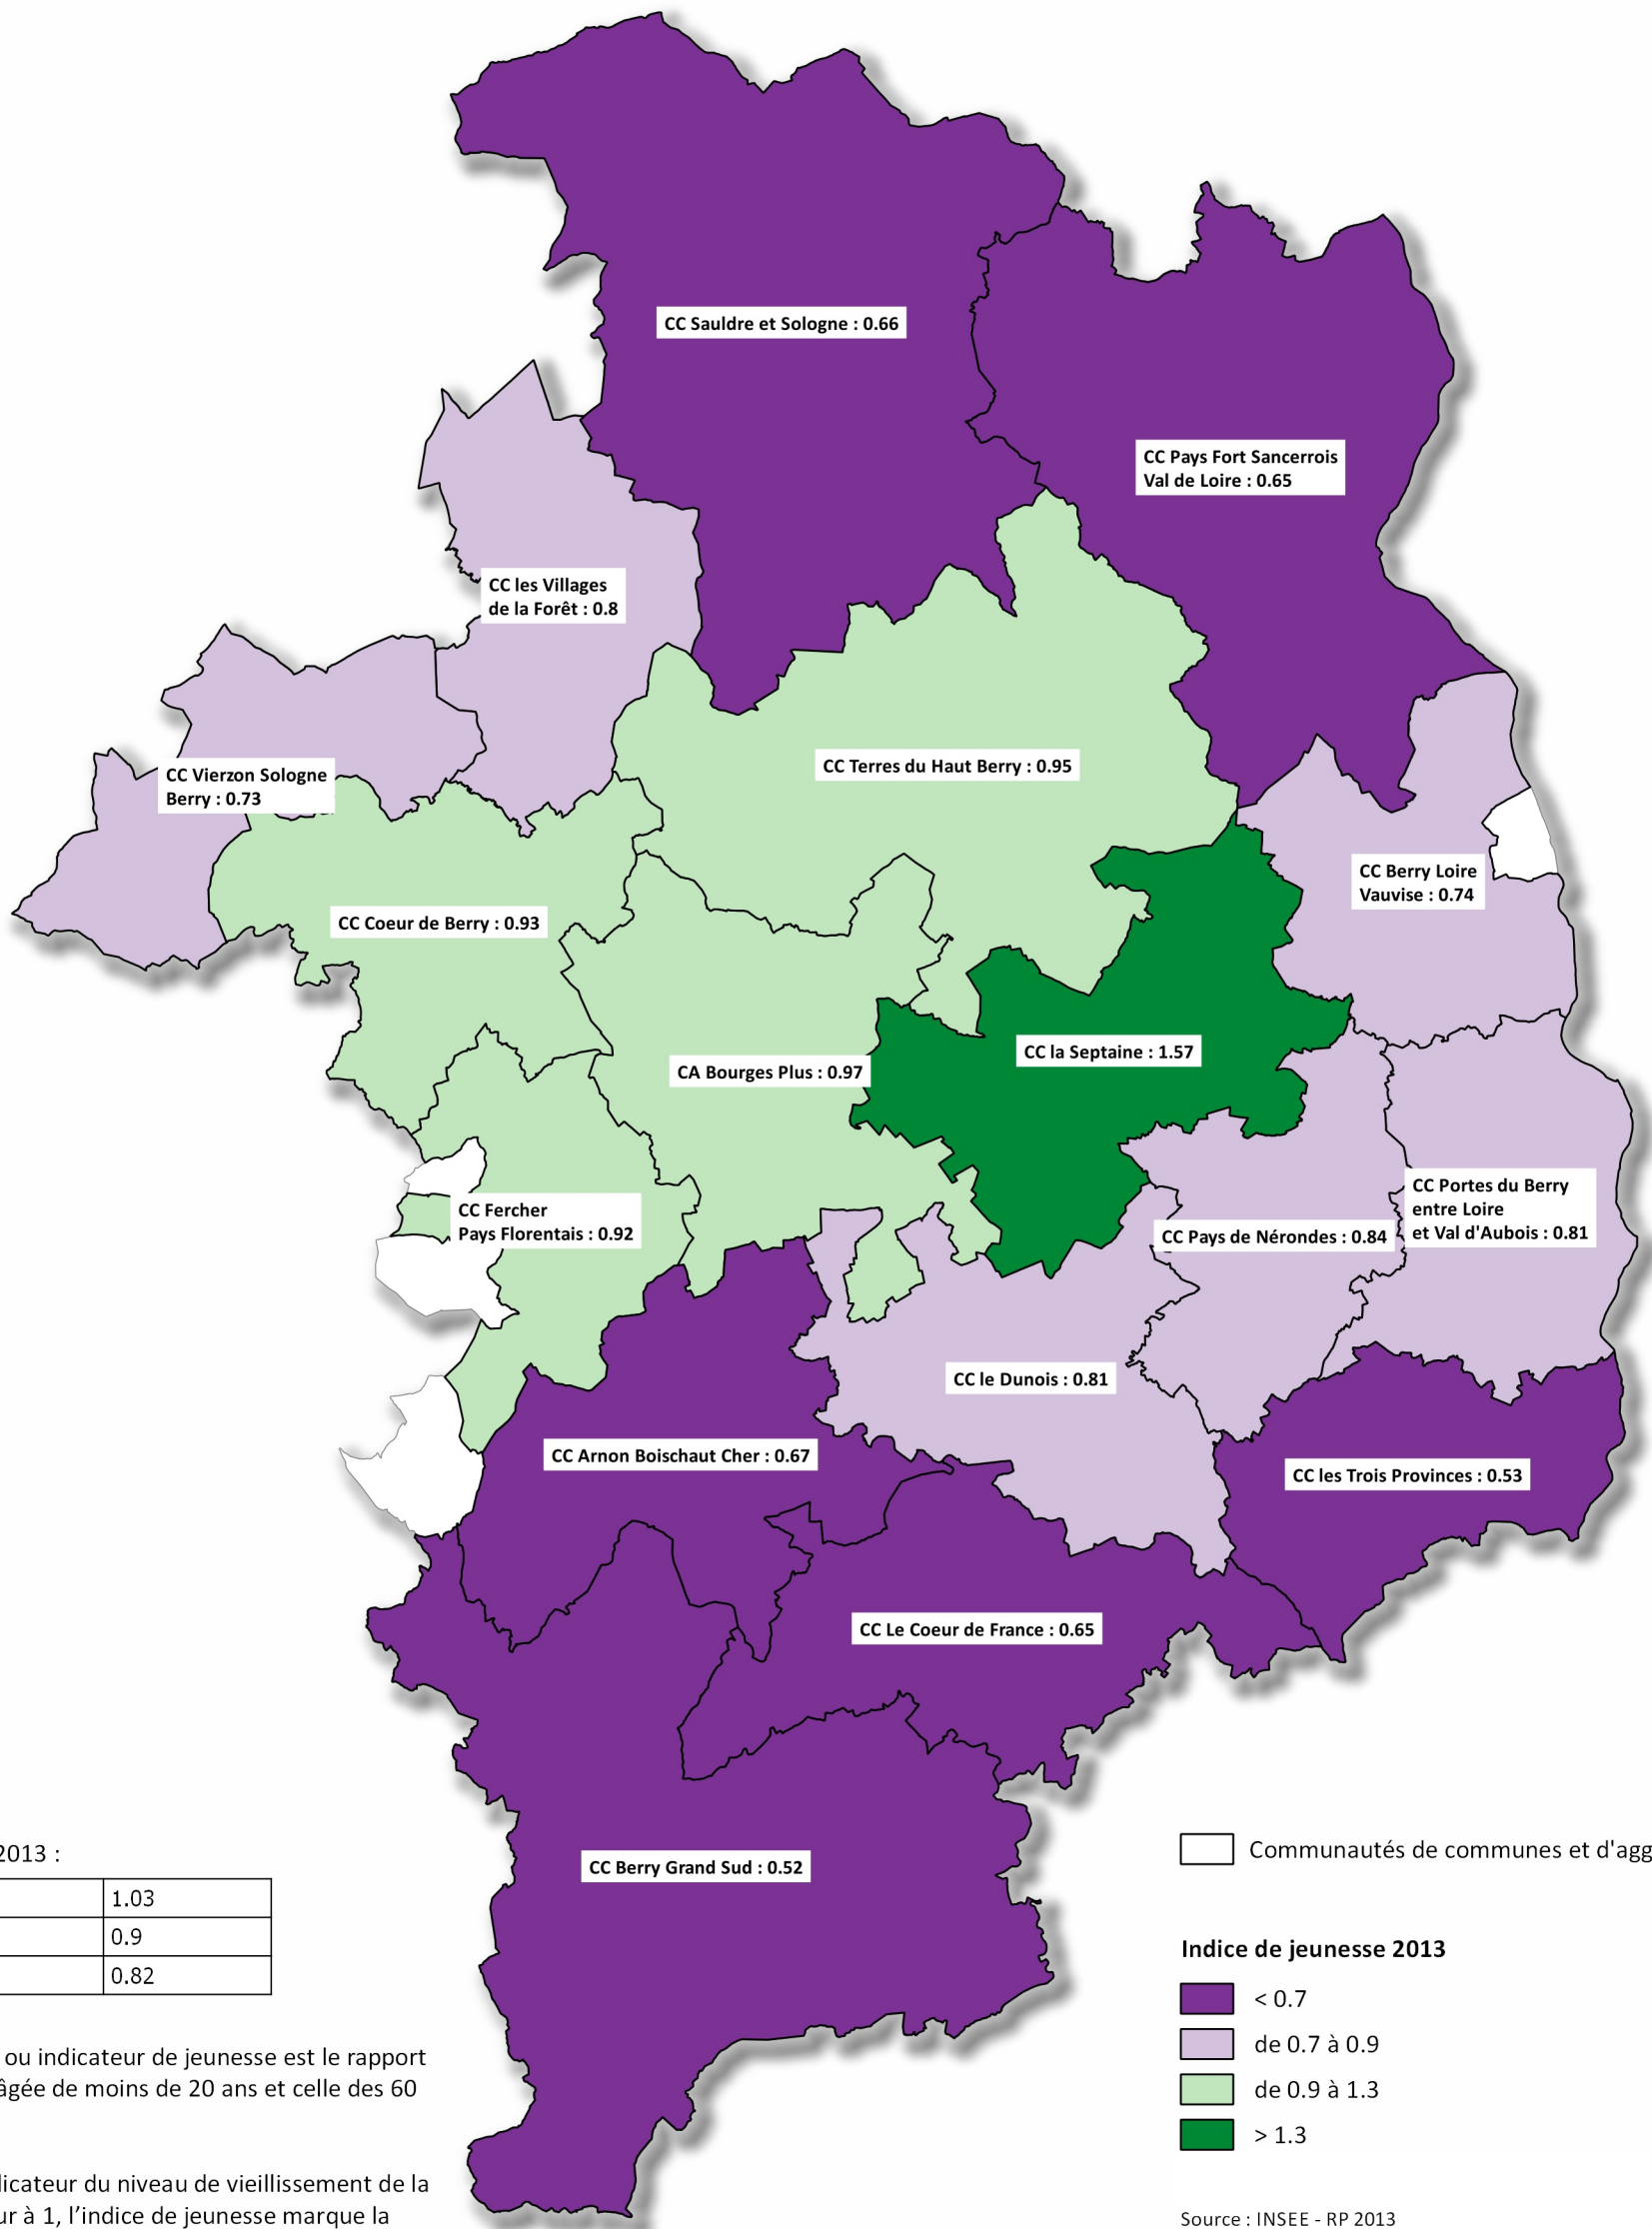 CC Sauldre et Sologne : 0.66
CC Pays Fort Sancerrois
Val de Loire : 0.65
CC les Villages
de la Forêt : 0.8
CC Vierzon Sologne
Berry : 0.73
CC Terres du Haut Berry : 0.95
CC Berry Loire
Vauvise : 0.74
CC Coeur de Berry : 0.93
CC la Septaine : 1.57
CA Bourges Plus : 0.97
CC Portes du Berry
entre Loire
et Val d'Aubois : 0.81
CC Fercher
Pays Florentais : 0.92
CC Pays de Nérondes : 0.84
CC le Dunois : 0.81
CC Arnon Boischaut Cher : 0.67
CC les Trois Provinces : 0.53
CC Le Coeur de France : 0.65
CC Berry Grand Sud : 0.52
2013 :
1.03
0.9
0.82
ou indicateur de jeunesse est le rapport
âgée de moins de 20 ans et celle des 60
dicateur du niveau de vieillissement de la
ur à 1, l’indice de jeunesse marque la
Communautés de communes et d'agg
Indice de jeunesse 2013
< 0.7
de 0.7 à 0.9
de 0.9 à 1.3
> 1.3
Source : INSEE - RP 2013